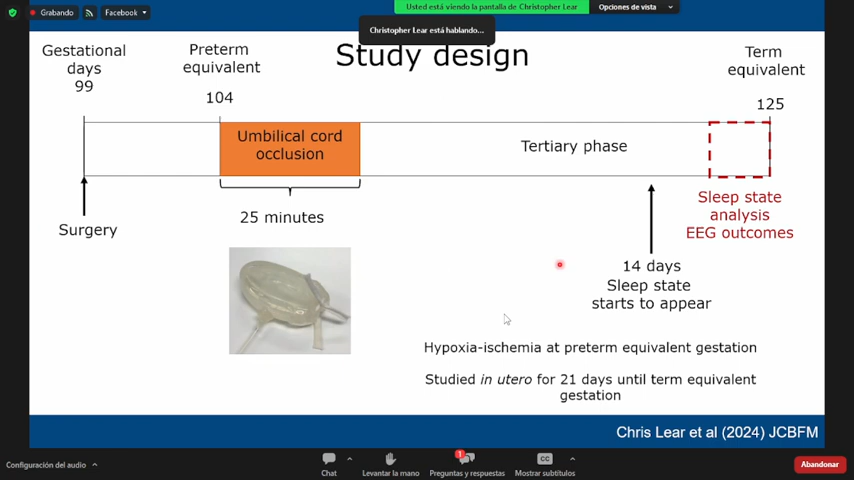 Grabando
Facebook
Usted está viendo la pantalla de Christopher Lear
Opciones de vista
Christopher Lear está hablando...
Study design
Gestational
days
99
Preterm
equivalent
104
Term
equivalent
125
Umbilical cord
occlusion
Tertiary phase
Surgery
25 minutes
Sleep state
analysis
EEG outcomes
14 days
Sleep state
starts to appear
Hypoxia-ischemia at preterm equivalent gestation
Studied in utero for 21 days until term equivalent
gestation
Chris Lear et al (2024) JCBFM
Configuración del audio
Chat
Levantar la mano
1
Preguntas y respuestas
CC
Mostrar subtítulos
Abandonar